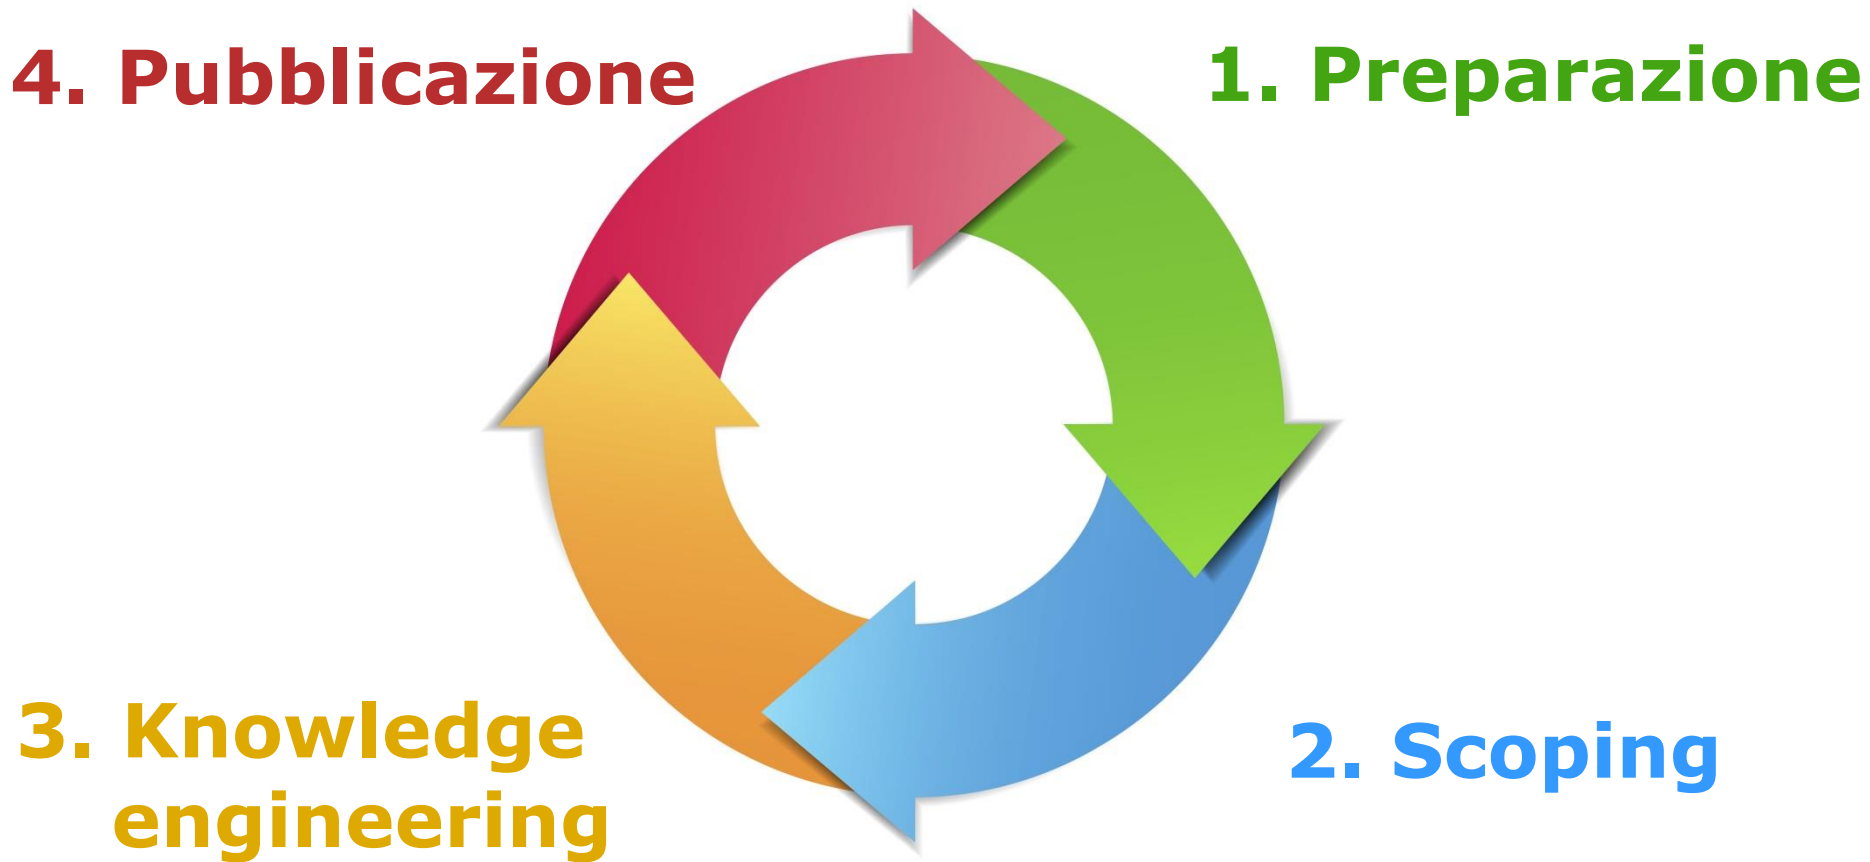 4. Pubblicazione
1. Preparazione
3. Knowledge
engineering
2. Scoping